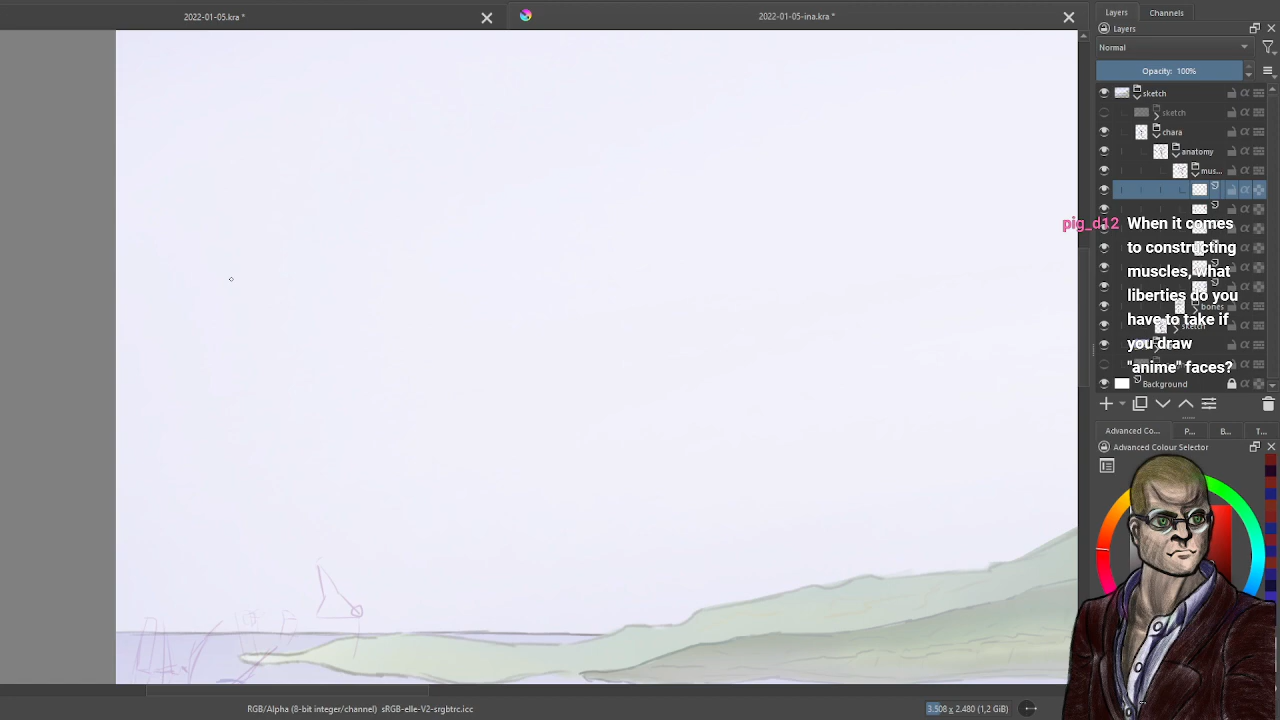 2022-01-05.kra *
2022-01-05-ina.kra *
Layers
Channels
Layers
Normal
Opacity: 100%
sketch
sketch
chara
anatomy
mus...
bones
sketch
Background
pig_d12
When it comes
to constructing
muscles, what
liberties do you
have to take if
you draw
"anime" faces?
Advanced Co...
P...
B...
T...
Advanced Colour Selector
RGB/Alpha (8-bit integer/channel) sRGB-elle-V2-srgbtrc.icc
3.508 x 2.480 (1,2 GiB)